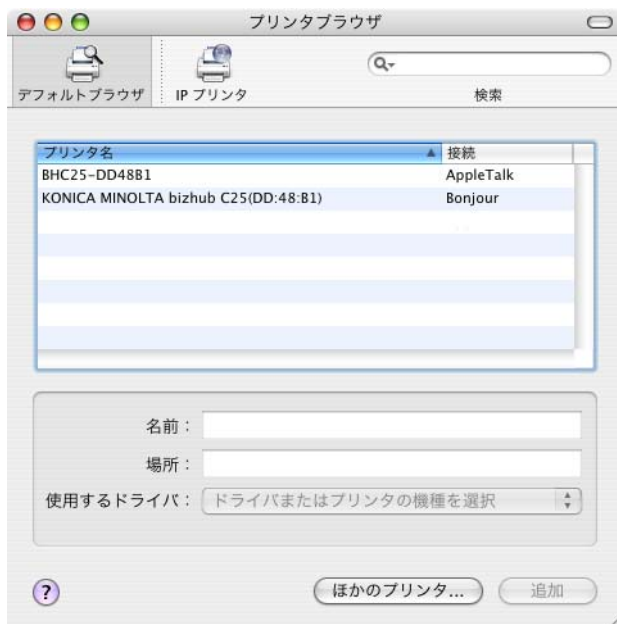 プリンタブラウザ
デフォルトブラウザ
IP プリンタ
検索
プリンタ名 接続
BHC25-DD48B1 AppleTalk
KONICA MINOLTA bizhub C25(DD:48:B1) Bonjour
名前：
場所：
使用するドライバ： ドライバまたはプリンタの機種を選択
? ほかのプリンタ... 追加